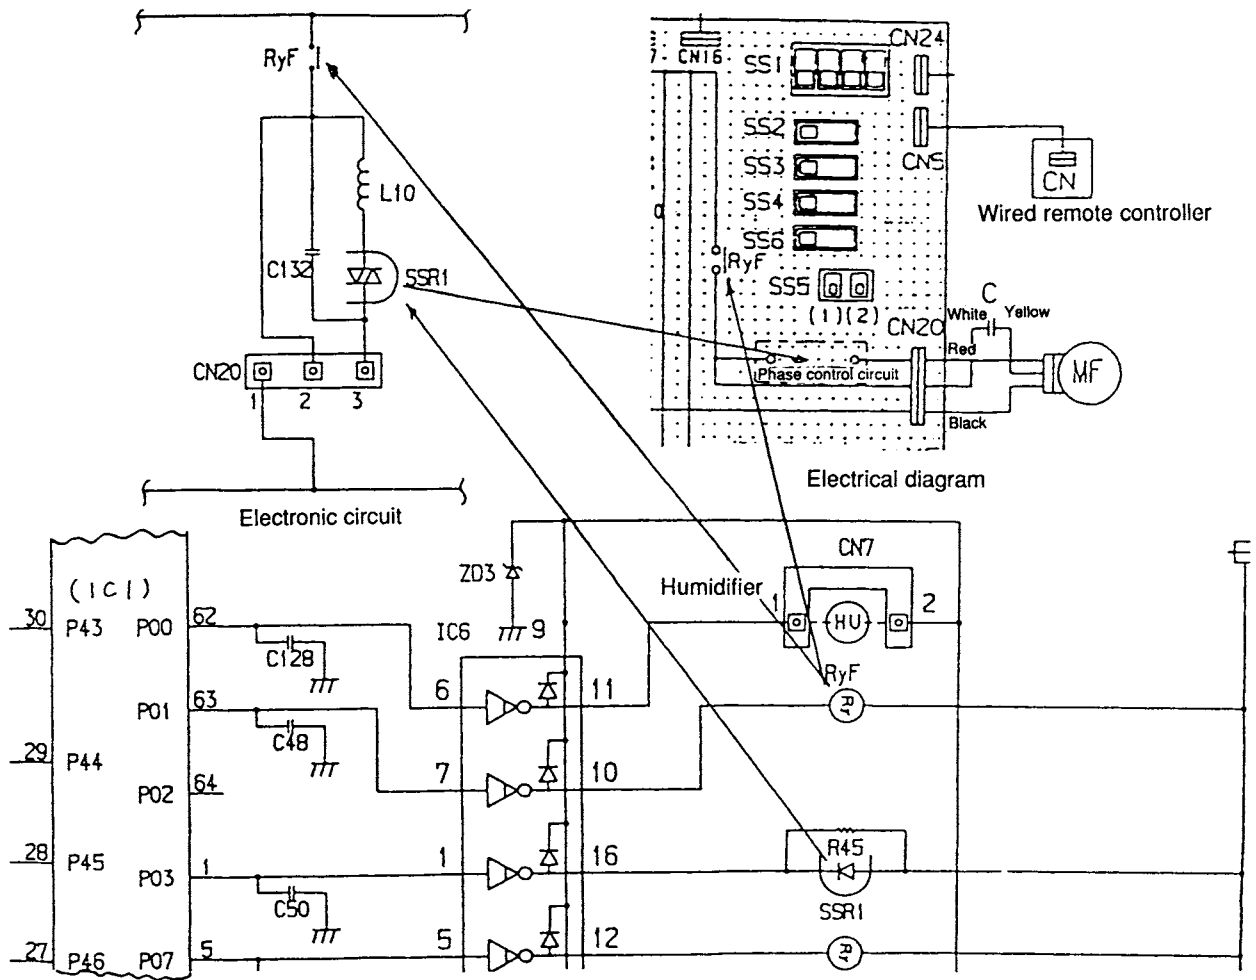 RyF
L10
C132
SSR1
CN20
1 2 3
Electronic circuit
CN16
SS1
SS2
SS3
SS4
SS6
RyF
SS5
(1)(2)
CN24
CN5
CN
Wired remote controller
C
White Yellow
CN20
Red
Phase control circuit
MF
Black
Electrical diagram
(IC1)
30 P43 P00 62
C128
P01 63
C48
29 P44
P02 64
28 P45
P03 1
C50
27 P46 P07 5
ZD3
IC6 9
6 11
7 10
1 16
5 12
Humidifier
CN7
1 HU 2
RyF
Ry
R45
SSR1
Ry